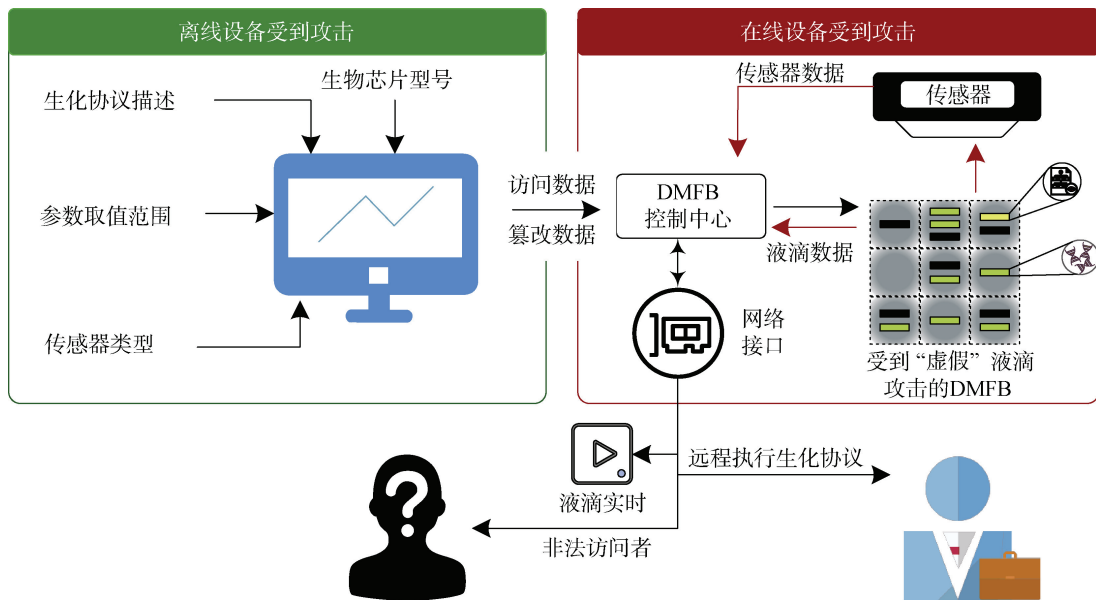 离线设备受到攻击
生化协议描述
生物芯片型号
参数取值范围
传感器类型
访问数据
篡改数据
在线设备受到攻击
传感器数据
传感器
DMFB
控制中心
液滴数据
网络
接口
受到“虚假”液滴
攻击的DMFB
液滴实时
远程执行生化协议
非法访问者